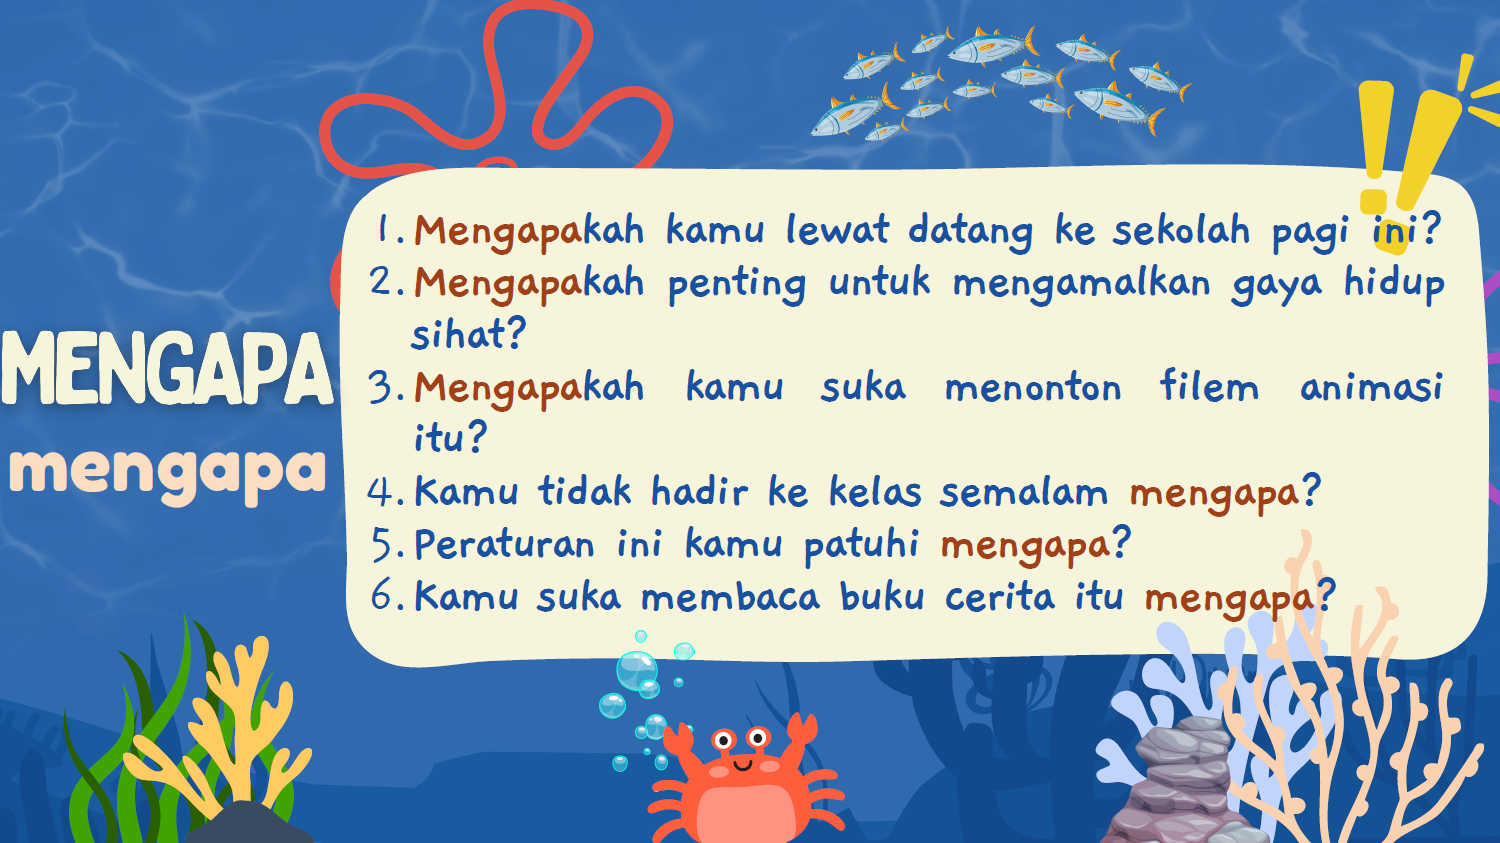 MENGAPA
mengapa
1. Mengapakah kamu lewat datang ke sekolah pagi ini?
2. Mengapakah penting untuk mengamalkan gaya hidup
sihat?
3. Mengapakah kamu suka menonton filem animasi
itu?
4. Kamu tidak hadir ke kelas semalam mengapa?
5. Peraturan ini kamu patuhi mengapa?
6. Kamu suka membaca buku cerita itu mengapa?